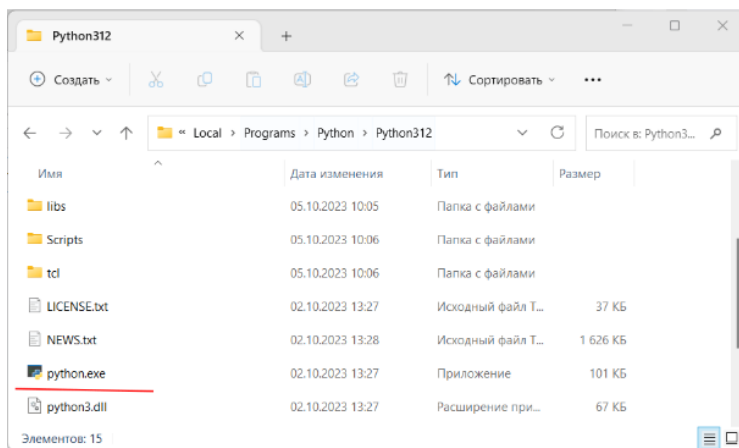 Python312
Создать
Сортировать
« Local > Programs > Python > Python312
Поиск в: Python3...
Имя Дата изменения Тип Размер
libs 05.10.2023 10:05 Папка с файлами
Scripts 05.10.2023 10:06 Папка с файлами
tcl 05.10.2023 10:06 Папка с файлами
LICENSE.txt 02.10.2023 13:27 Исходный файл Т... 37 КБ
NEWS.txt 02.10.2023 13:28 Исходный файл Т... 1 626 КБ
python.exe 02.10.2023 13:27 Приложение 101 КБ
python3.dll 02.10.2023 13:27 Расширение при... 67 КБ
Элементов: 15